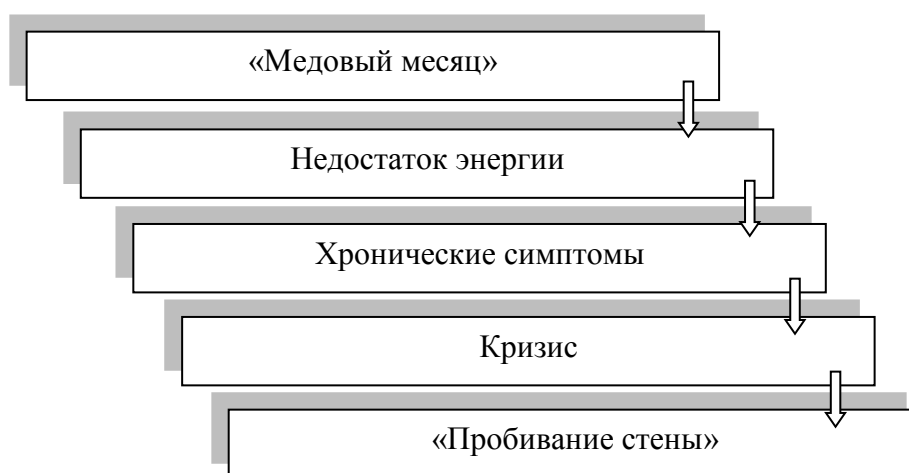 «Медовый месяц»
Недостаток энергии
Хронические симптомы
Кризис
«Пробивание стены»